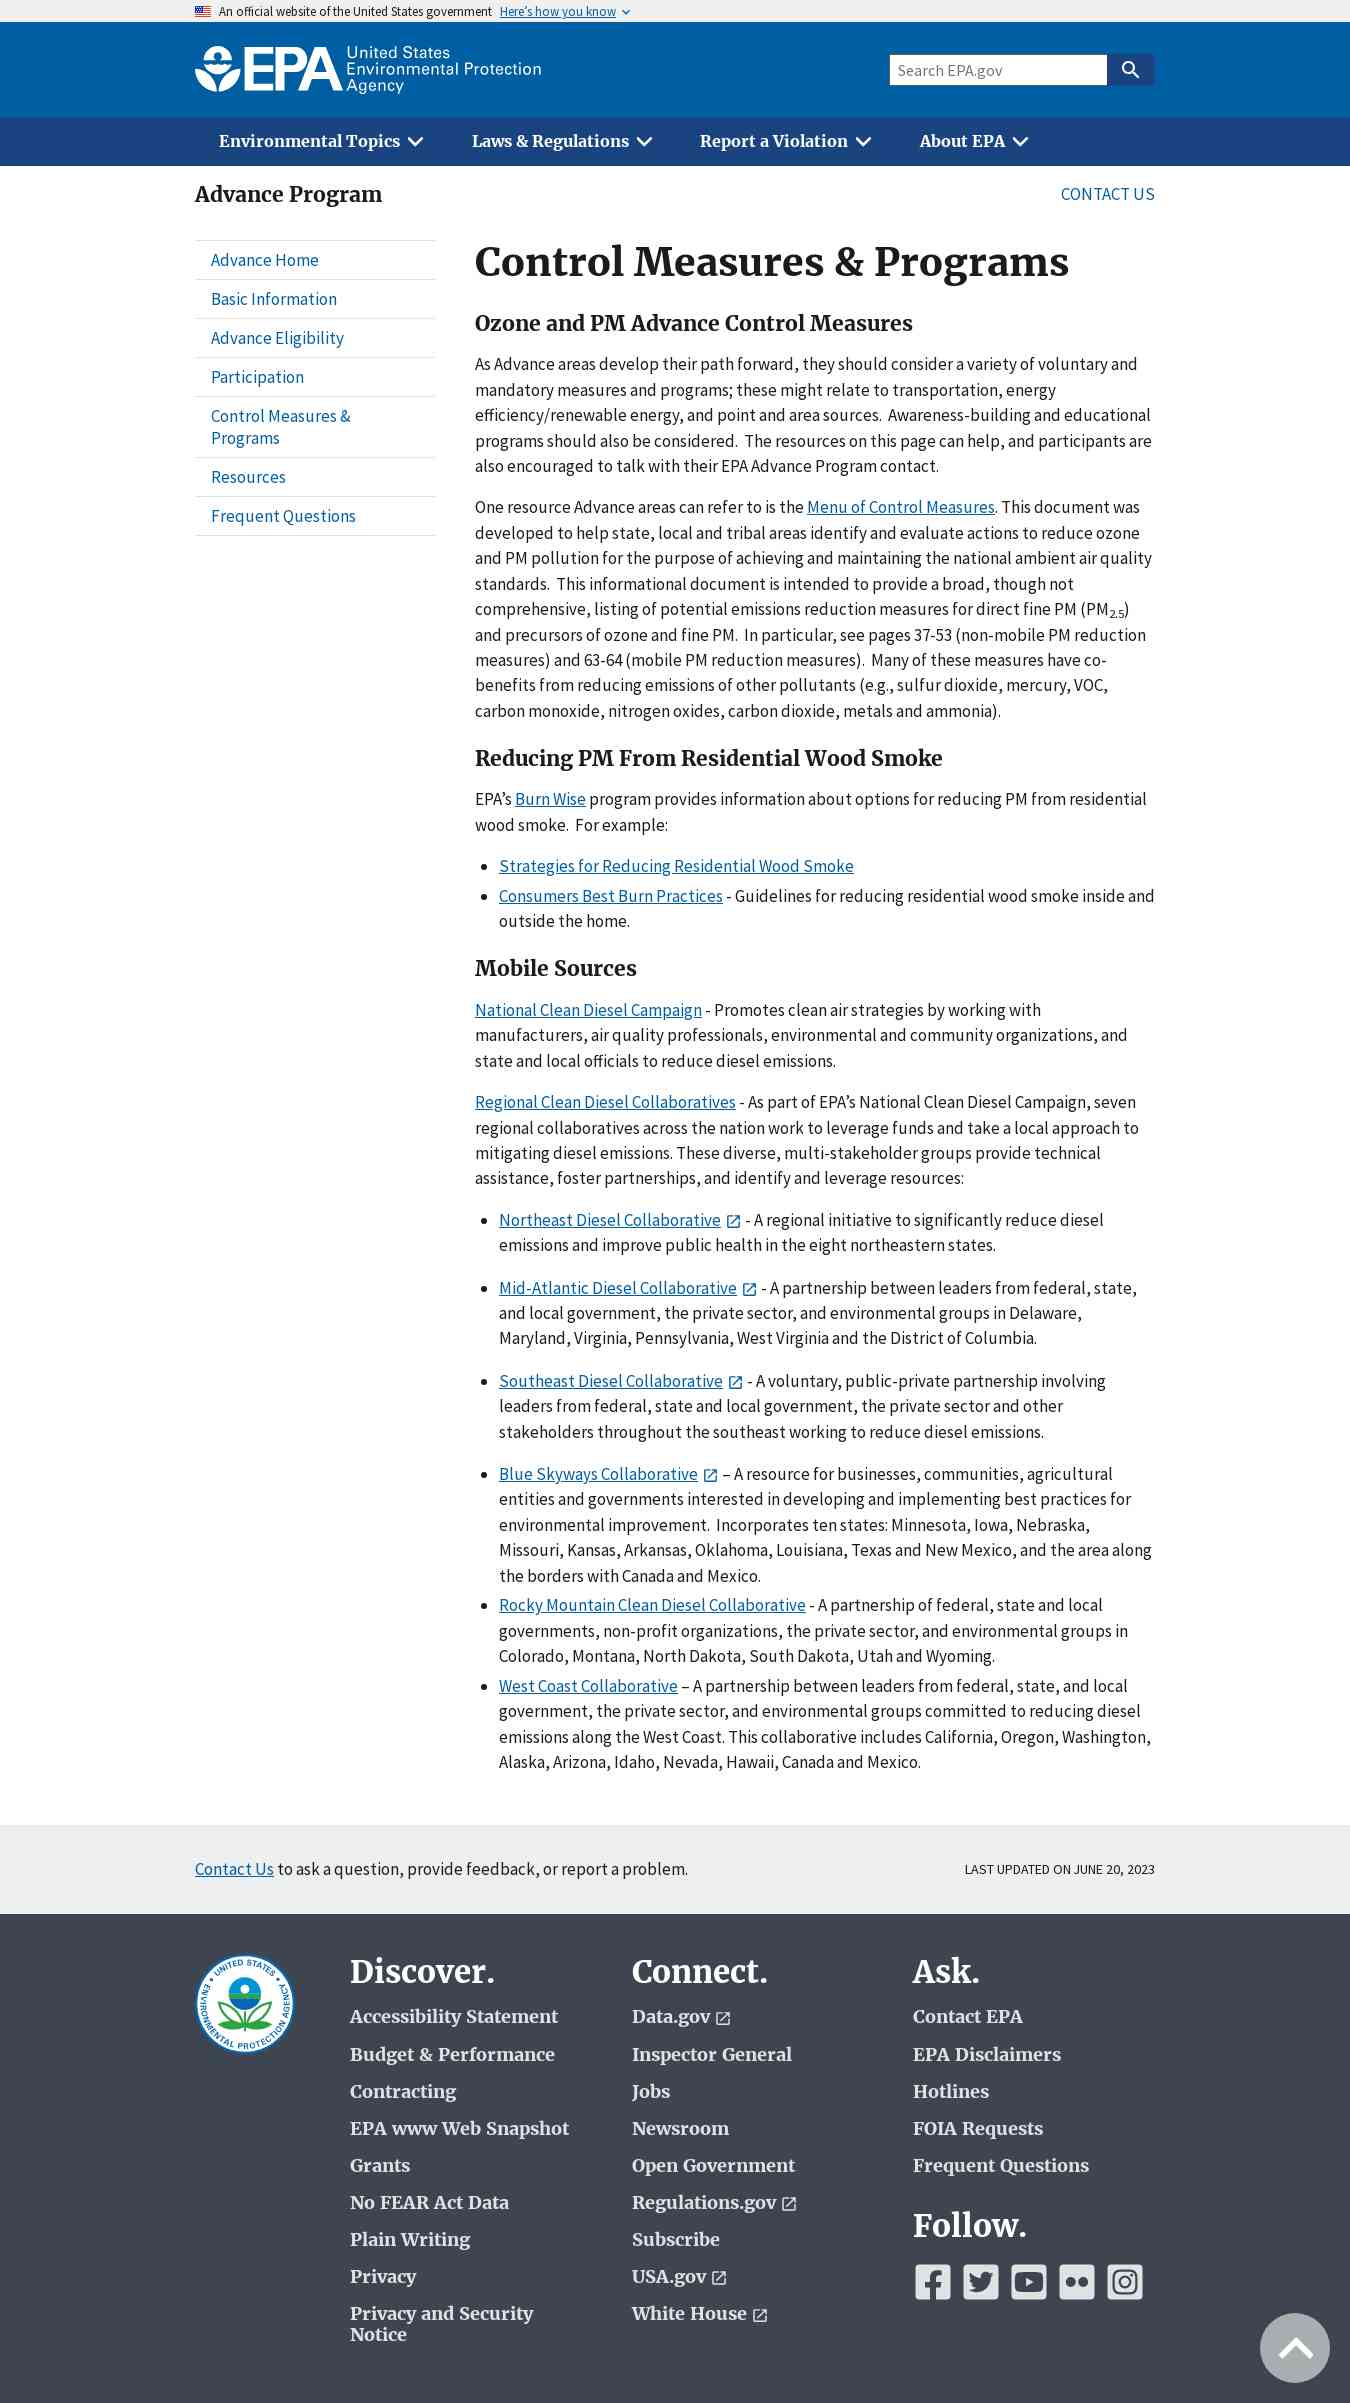 An official website of the United States government Here's how you know
EPA United States
Environmental Protection
Agency
Search EPA.gov
Environmental Topics
Laws & Regulations
Report a Violation
About EPA
Advance Program
CONTACT US
Advance Home
Basic Information
Advance Eligibility
Participation
Control Measures &
Programs
Resources
Frequent Questions
Control Measures & Programs
Ozone and PM Advance Control Measures
As Advance areas develop their path forward, they should consider a variety of voluntary and
mandatory measures and programs; these might relate to transportation, energy
efficiency/renewable energy, and point and area sources.  Awareness-building and educational
programs should also be considered.  The resources on this page can help, and participants are
also encouraged to talk with their EPA Advance Program contact.
One resource Advance areas can refer to is the Menu of Control Measures. This document was
developed to help state, local and tribal areas identify and evaluate actions to reduce ozone
and PM pollution for the purpose of achieving and maintaining the national ambient air quality
standards.  This informational document is intended to provide a broad, though not
comprehensive, listing of potential emissions reduction measures for direct fine PM (PM2.5)
and precursors of ozone and fine PM.  In particular, see pages 37-53 (non-mobile PM reduction
measures) and 63-64 (mobile PM reduction measures).  Many of these measures have co-
benefits from reducing emissions of other pollutants (e.g., sulfur dioxide, mercury, VOC,
carbon monoxide, nitrogen oxides, carbon dioxide, metals and ammonia).
Reducing PM From Residential Wood Smoke
EPA’s Burn Wise program provides information about options for reducing PM from residential
wood smoke.  For example:
Strategies for Reducing Residential Wood Smoke
Consumers Best Burn Practices - Guidelines for reducing residential wood smoke inside and
outside the home.
Mobile Sources
National Clean Diesel Campaign - Promotes clean air strategies by working with
manufacturers, air quality professionals, environmental and community organizations, and
state and local officials to reduce diesel emissions.
Regional Clean Diesel Collaboratives - As part of EPA’s National Clean Diesel Campaign, seven
regional collaboratives across the nation work to leverage funds and take a local approach to
mitigating diesel emissions. These diverse, multi-stakeholder groups provide technical
assistance, foster partnerships, and identify and leverage resources:
Northeast Diesel Collaborative - A regional initiative to significantly reduce diesel
emissions and improve public health in the eight northeastern states.
Mid-Atlantic Diesel Collaborative - A partnership between leaders from federal, state,
and local government, the private sector, and environmental groups in Delaware,
Maryland, Virginia, Pennsylvania, West Virginia and the District of Columbia.
Southeast Diesel Collaborative - A voluntary, public-private partnership involving
leaders from federal, state and local government, the private sector and other
stakeholders throughout the southeast working to reduce diesel emissions.
Blue Skyways Collaborative – A resource for businesses, communities, agricultural
entities and governments interested in developing and implementing best practices for
environmental improvement.  Incorporates ten states: Minnesota, Iowa, Nebraska,
Missouri, Kansas, Arkansas, Oklahoma, Louisiana, Texas and New Mexico, and the area along
the borders with Canada and Mexico.
Rocky Mountain Clean Diesel Collaborative - A partnership of federal, state and local
governments, non-profit organizations, the private sector, and environmental groups in
Colorado, Montana, North Dakota, South Dakota, Utah and Wyoming.
West Coast Collaborative – A partnership between leaders from federal, state, and local
government, the private sector, and environmental groups committed to reducing diesel
emissions along the West Coast. This collaborative includes California, Oregon, Washington,
Alaska, Arizona, Idaho, Nevada, Hawaii, Canada and Mexico.
Contact Us to ask a question, provide feedback, or report a problem.
LAST UPDATED ON JUNE 20, 2023
UNITED STATES
ENVIRONMENTAL PROTECTION AGENCY
Discover.
Accessibility Statement
Budget & Performance
Contracting
EPA www Web Snapshot
Grants
No FEAR Act Data
Plain Writing
Privacy
Privacy and Security
Notice
Connect.
Data.gov
Inspector General
Jobs
Newsroom
Open Government
Regulations.gov
Subscribe
USA.gov
White House
Ask.
Contact EPA
EPA Disclaimers
Hotlines
FOIA Requests
Frequent Questions
Follow.